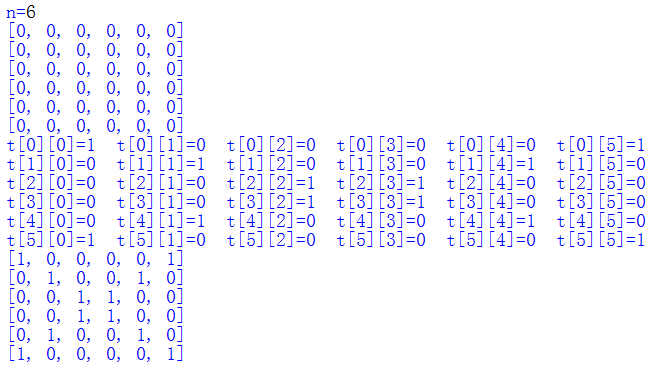 n=6
[0, 0, 0, 0, 0, 0]
[0, 0, 0, 0, 0, 0]
[0, 0, 0, 0, 0, 0]
[0, 0, 0, 0, 0, 0]
[0, 0, 0, 0, 0, 0]
[0, 0, 0, 0, 0, 0]
t[0][0]=1 t[0][1]=0 t[0][2]=0 t[0][3]=0 t[0][4]=0 t[0][5]=1
t[1][0]=0 t[1][1]=1 t[1][2]=0 t[1][3]=0 t[1][4]=1 t[1][5]=0
t[2][0]=0 t[2][1]=0 t[2][2]=1 t[2][3]=1 t[2][4]=0 t[2][5]=0
t[3][0]=0 t[3][1]=0 t[3][2]=1 t[3][3]=1 t[3][4]=0 t[3][5]=0
t[4][0]=0 t[4][1]=1 t[4][2]=0 t[4][3]=0 t[4][4]=1 t[4][5]=0
t[5][0]=1 t[5][1]=0 t[5][2]=0 t[5][3]=0 t[5][4]=0 t[5][5]=1
[1, 0, 0, 0, 0, 1]
[0, 1, 0, 0, 1, 0]
[0, 0, 1, 1, 0, 0]
[0, 0, 1, 1, 0, 0]
[0, 1, 0, 0, 1, 0]
[1, 0, 0, 0, 0, 1]